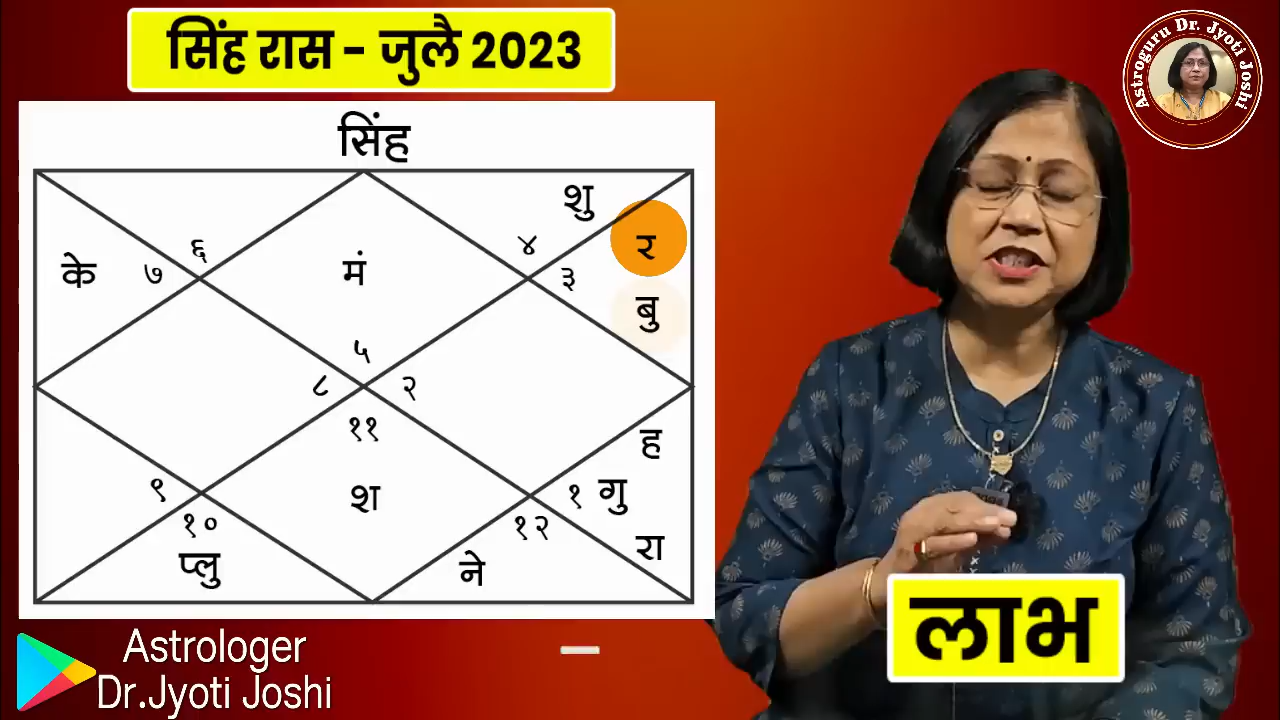 सिंह रास - जुलै 2023
Astroguru Dr. Jyoti Joshi
सिंह
शु
र
४
६
के
७
मं
३
बु
५
८
२
११
ह
९
श
१
गु
१०
१२
रा
प्लु
ने
लाभ
Astrologer
Dr.Jyoti Joshi